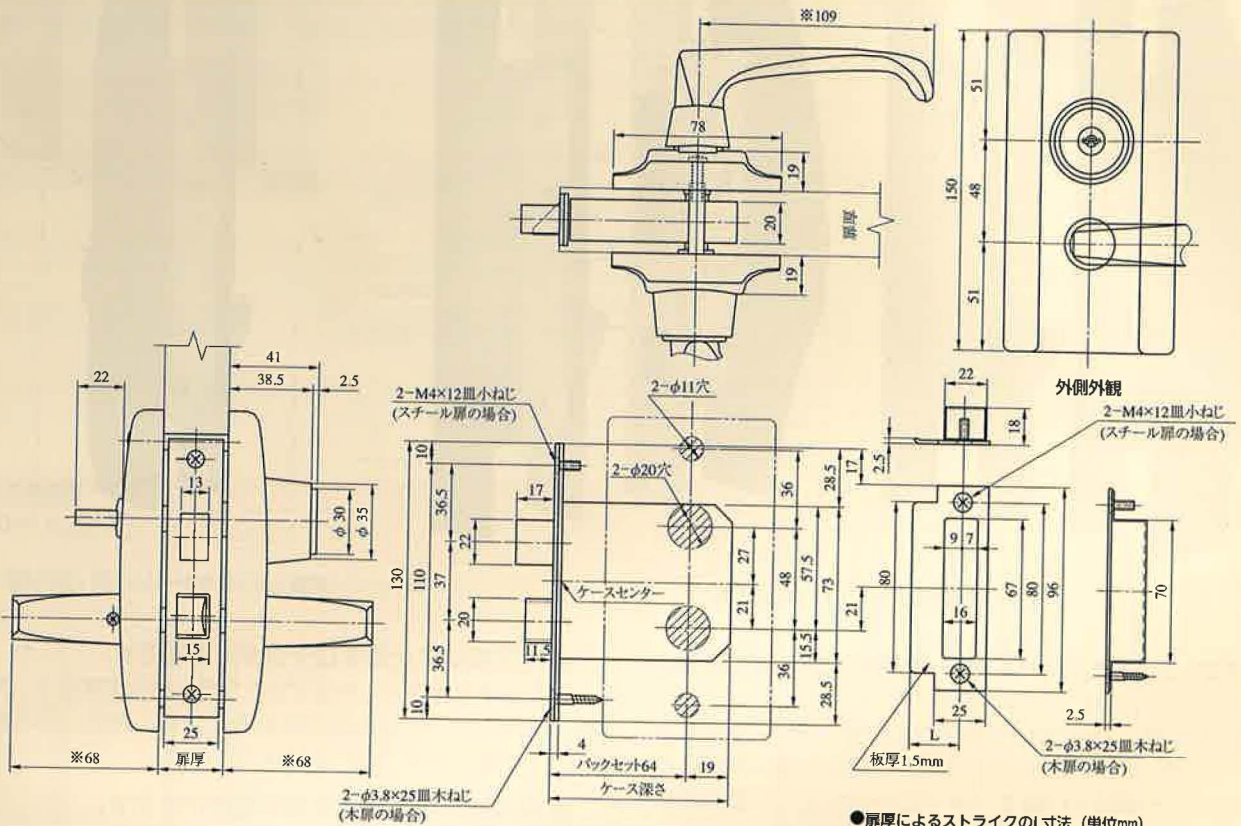 ※109
78
19
20
扉厚
19
51
150
48
51
外側外観
22
41
38.5
2.5
13
φ30
φ35
15
25
※68
扉厚
※68
2-M4×12皿小ねじ
(スチール扉の場合)
2-φ11穴
2-φ20穴
10
36.5
17
22
130
110
37
ケースセンター
20
11.5
36.5
10
36
27
48
21
36
28.5
57.5
73
15.5
28.5
4
バックセット64
19
ケース深さ
2-φ3.8×25皿木ねじ
(木扉の場合)
22
18
2.5
2-M4×12皿小ねじ
(スチール扉の場合)
17
9
7
80
67
80
96
21
16
70
25
L
2.5
板厚1.5mm
2-φ3.8×25皿木ねじ
(木扉の場合)
●扉厚によるストライクのL寸法(単位mm)